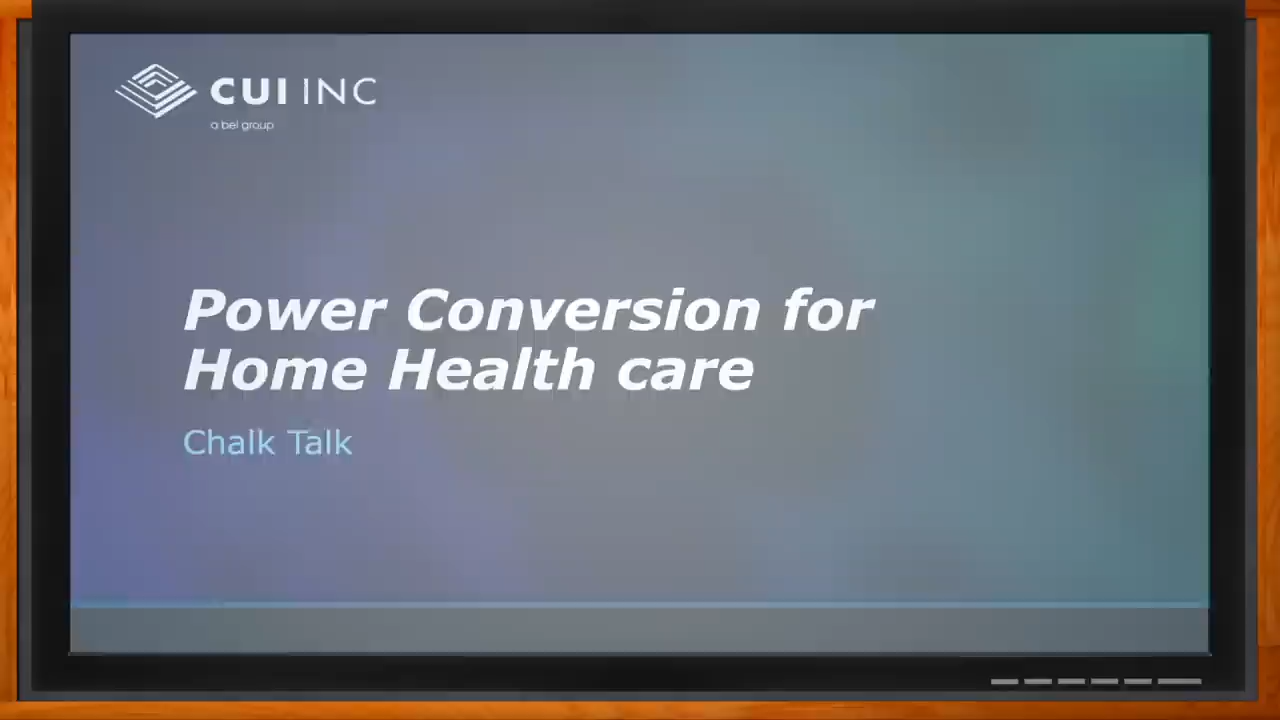 CUI INC
a bel group
Power Conversion for
Home Health care
Chalk Talk